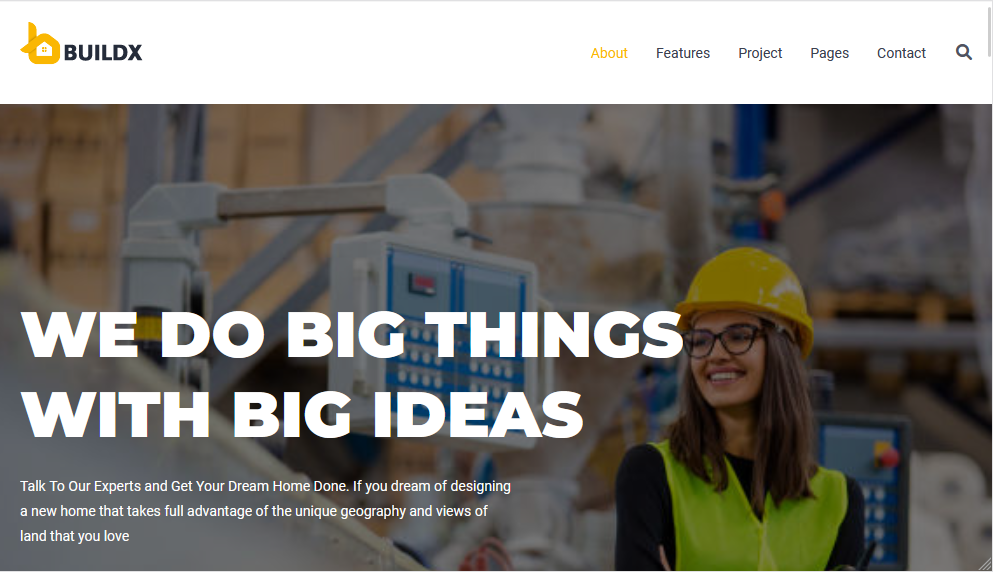 BUILDX
About Features Project Pages Contact
WE DO BIG THINGS
WITH BIG IDEAS
Talk To Our Experts and Get Your Dream Home Done. If you dream of designing
a new home that takes full advantage of the unique geography and views of
land that you love